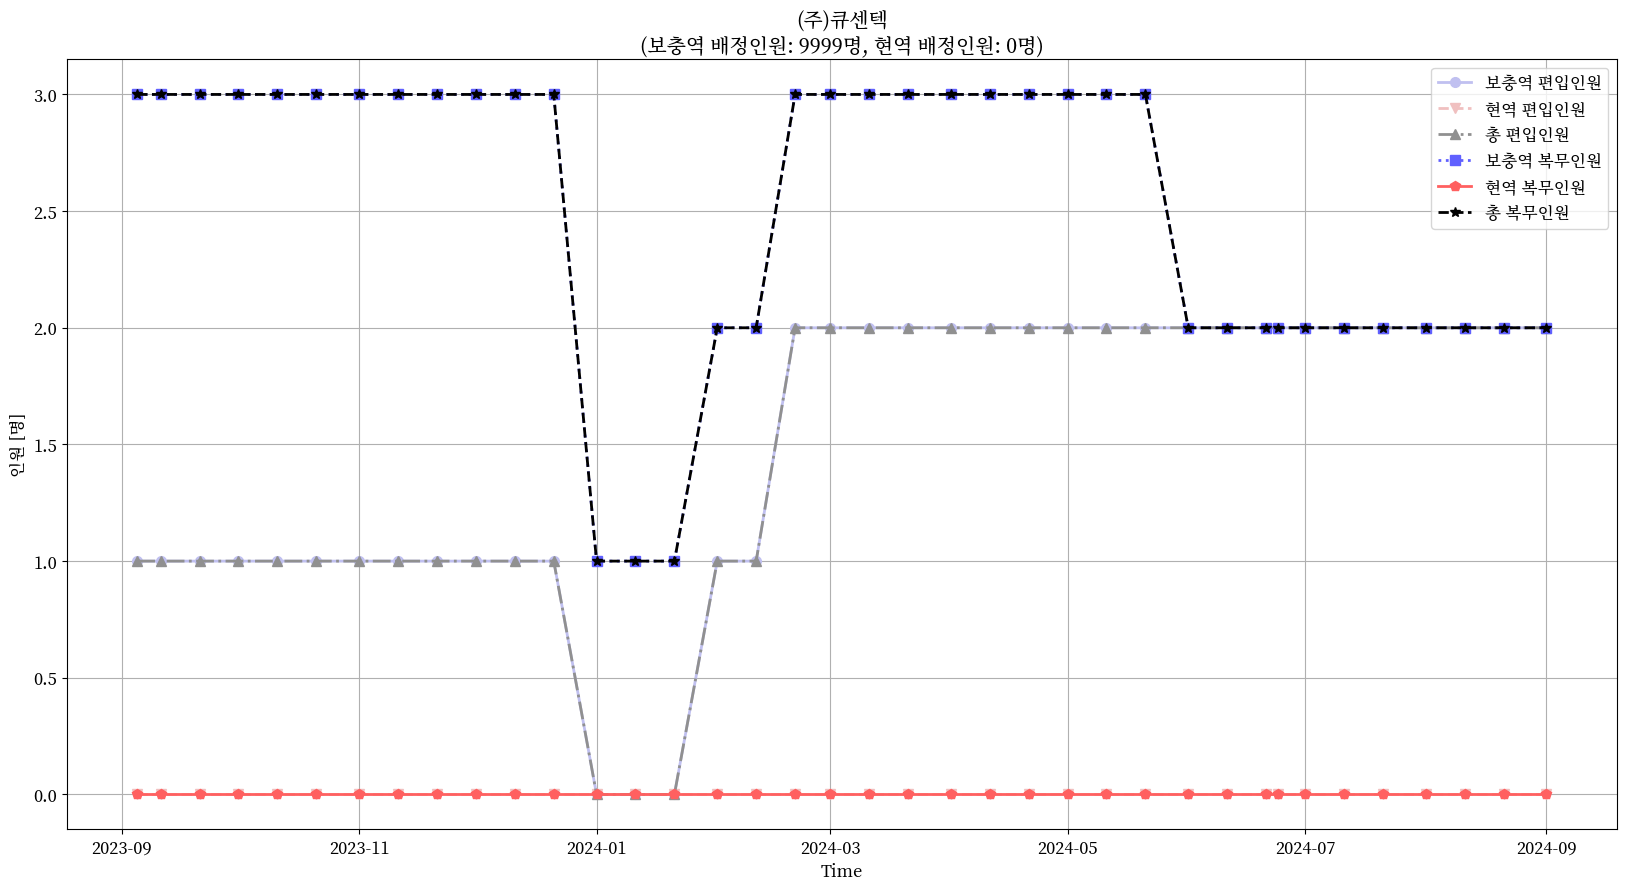 (주)큐센텍
(보충역 배정인원: 9999명, 현역 배정인원: 0명)
보충역 편입인원
현역 편입인원
총 편입인원
보충역 복무인원
현역 복무인원
총 복무인원
인원 [명]
3.0
2.5
2.0
1.5
1.0
0.5
0.0
2023-09
2023-11
2024-01
2024-03
2024-05
2024-07
2024-09
Time